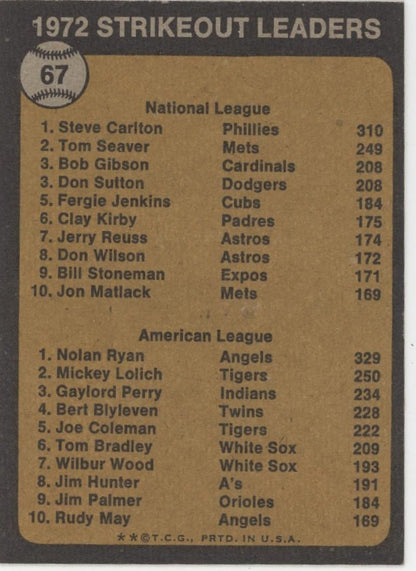 1972 STRIKEOUT LEADERS
67
National League
1. Steve Carlton Phillies 310
2. Tom Seaver Mets 249
3. Bob Gibson Cardinals 208
3. Don Sutton Dodgers 208
5. Fergie Jenkins Cubs 184
6. Clay Kirby Padres 175
7. Jerry Reuss Astros 174
8. Don Wilson Astros 172
9. Bill Stoneman Expos 171
10. Jon Matlack Mets 169
American League
1. Nolan Ryan Angels 329
2. Mickey Lolich Tigers 250
3. Gaylord Perry Indians 234
4. Bert Blyleven Twins 228
5. Joe Coleman Tigers 222
6. Tom Bradley White Sox 209
7. Wilbur Wood White Sox 193
8. Jim Hunter A's 191
9. Jim Palmer Orioles 184
10. Rudy May Angels 169
**©T.C.G., PRTD. IN U.S.A.